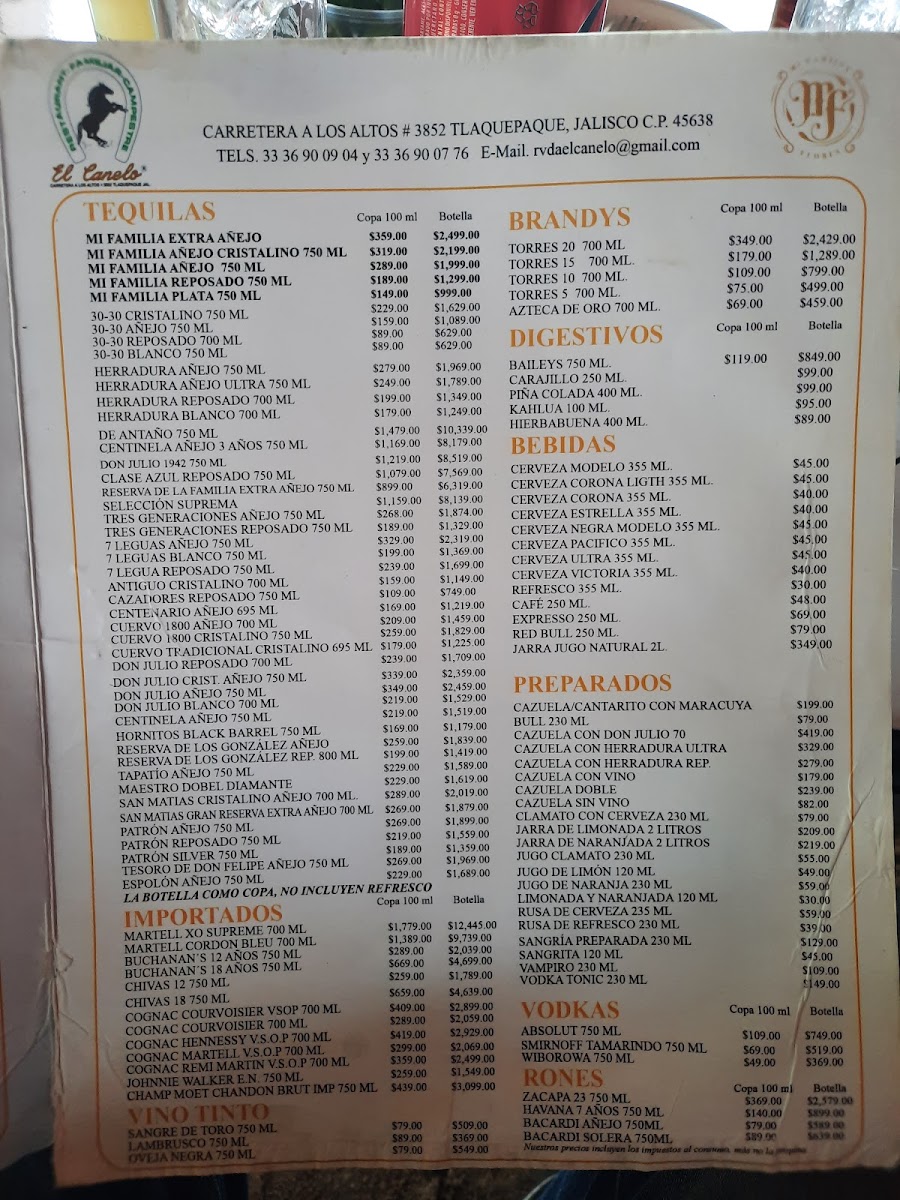 RESTAURANT FAMILIAR-CAMPESTRE
El Canelo
CARRETERA A LOS ALTOS # 3852 TLAQUEPAQUE, JALISCO C.P. 45638
TELS. 33 36 90 09 04 y 33 36 90 07 76 E-Mail. rvdaelcanelo@gmail.com
MI FAMILIA
MF
FLORES
TEQUILAS Copa 100 ml Botella
MI FAMILIA EXTRA AÑEJO $359.00 $2,499.00
MI FAMILIA AÑEJO CRISTALINO 750 ML $319.00 $2,199.00
MI FAMILIA AÑEJO 750 ML $289.00 $1,999.00
MI FAMILIA REPOSADO 750 ML $189.00 $1,299.00
MI FAMILIA PLATA 750 ML $149.00 $999.00
30-30 CRISTALINO 750 ML $229.00 $1,629.00
30-30 AÑEJO 750 ML $159.00 $1,089.00
30-30 REPOSADO 700 ML $89.00 $629.00
30-30 BLANCO 750 ML $89.00 $629.00
HERRADURA AÑEJO 750 ML $279.00 $1,969.00
HERRADURA AÑEJO ULTRA 750 ML $249.00 $1,789.00
HERRADURA REPOSADO 700 ML $199.00 $1,349.00
HERRADURA BLANCO 700 ML $179.00 $1,249.00
DE ANTAÑO 750 ML $1,479.00 $10,339.00
CENTINELA AÑEJO 3 AÑOS 750 ML $1,169.00 $8,179.00
DON JULIO 1942 750 ML $1,219.00 $8,519.00
CLASE AZUL REPOSADO 750 ML $1,079.00 $7,569.00
RESERVA DE LA FAMILIA EXTRA AÑEJO 750 ML $899.00 $6,319.00
SELECCIÓN SUPREMA $1,159.00 $8,139.00
TRES GENERACIONES AÑEJO 750 ML $268.00 $1,874.00
TRES GENERACIONES REPOSADO 750 ML $189.00 $1,329.00
7 LEGUAS AÑEJO 750 ML $329.00 $2,319.00
7 LEGUAS BLANCO 750 ML $199.00 $1,369.00
7 LEGUA REPOSADO 750 ML $239.00 $1,699.00
ANTIGUO CRISTALINO 700 ML $159.00 $1,149.00
CAZADORES REPOSADO 750 ML $109.00 $749.00
CENTENARIO AÑEJO 695 ML $169.00 $1,219.00
CUERVO 1800 AÑEJO 700 ML $209.00 $1,459.00
CUERVO 1800 CRISTALINO 750 ML $259.00 $1,829.00
CUERVO TRADICIONAL CRISTALINO 695 ML $179.00 $1,225.00
DON JULIO REPOSADO 700 ML $239.00 $1,709.00
DON JULIO CRIST. AÑEJO 750 ML $339.00 $2,359.00
DON JULIO AÑEJO 750 ML $349.00 $2,459.00
DON JULIO BLANCO 700 ML $219.00 $1,529.00
CENTINELA AÑEJO 750 ML $219.00 $1,519.00
HORNITOS BLACK BARREL 750 ML $169.00 $1,179.00
RESERVA DE LOS GONZÁLEZ AÑEJO $259.00 $1,839.00
RESERVA DE LOS GONZÁLEZ REP. 800 ML $199.00 $1,419.00
TAPATÍO AÑEJO 750 ML $229.00 $1,589.00
MAESTRO DOBEL DIAMANTE $229.00 $1,619.00
SAN MATIAS CRISTALINO AÑEJO 700 ML. $289.00 $2,019.00
SAN MATIAS GRAN RESERVA EXTRA AÑEJO 700 ML $269.00 $1,879.00
PATRÓN AÑEJO 750 ML $269.00 $1,899.00
PATRÓN REPOSADO 750 ML $219.00 $1,559.00
PATRÓN SILVER 750 ML $189.00 $1,359.00
TESORO DE DON FELIPE AÑEJO 750 ML $269.00 $1,969.00
ESPOLÓN AÑEJO 750 ML $229.00 $1,689.00
LA BOTELLA COMO COPA, NO INCLUYEN REFRESCO
IMPORTADOS Copa 100 ml Botella
MARTELL XO SUPREME 700 ML $1,779.00 $12,445.00
MARTELL CORDON BLEU 700 ML $1,389.00 $9,739.00
BUCHANAN´S 12 AÑOS 750 ML $289.00 $2,039.00
BUCHANAN´S 18 AÑOS 750 ML $669.00 $4,699.00
CHIVAS 12 750 ML $259.00 $1,789.00
CHIVAS 18 750 ML $659.00 $4,639.00
COGNAC COURVOISIER VSOP 700 ML $409.00 $2,899.00
COGNAC COURVOISIER 700 ML $289.00 $2,059.00
COGNAC HENNESSY V.S.O.P 700 ML $419.00 $2,929.00
COGNAC MARTELL V.S.O.P 700 ML $299.00 $2,069.00
COGNAC REMI MARTIN V.S.O.P 700 ML $359.00 $2,499.00
JOHNNIE WALKER E.N. 750 ML $259.00 $1,549.00
CHAMP MOET CHANDON BRUT IMP 750 ML $439.00 $3,099.00
VINO TINTO
SANGRE DE TORO 750 ML $79.00 $509.00
LAMBRUSCO 750 ML $89.00 $369.00
OVEJA NEGRA 750 ML $79.00 $549.00
BRANDYS Copa 100 ml Botella
TORRES 20 700 ML $349.00 $2,429.00
TORRES 15 700 ML. $179.00 $1,289.00
TORRES 10 700 ML. $109.00 $799.00
TORRES 5 700 ML. $75.00 $499.00
AZTECA DE ORO 700 ML. $69.00 $459.00
DIGESTIVOS Copa 100 ml Botella
BAILEYS 750 ML. $119.00 $849.00
CARAJILLO 250 ML. $99.00
PIÑA COLADA 400 ML. $99.00
KAHLUA 100 ML. $95.00
HIERBABUENA 400 ML. $89.00
BEBIDAS
CERVEZA MODELO 355 ML. $45.00
CERVEZA CORONA LIGTH 355 ML. $45.00
CERVEZA CORONA 355 ML. $40.00
CERVEZA ESTRELLA 355 ML. $40.00
CERVEZA NEGRA MODELO 355 ML. $45.00
CERVEZA PACIFICO 355 ML. $45.00
CERVEZA ULTRA 355 ML. $45.00
CERVEZA VICTORIA 355 ML. $40.00
REFRESCO 355 ML. $30.00
CAFÉ 250 ML. $48.00
EXPRESSO 250 ML. $69.00
RED BULL 250 ML. $79.00
JARRA JUGO NATURAL 2L. $349.00
PREPARADOS
CAZUELA/CANTARITO CON MARACUYA $199.00
BULL 230 ML $79.00
CAZUELA CON DON JULIO 70 $419.00
CAZUELA CON HERRADURA ULTRA $329.00
CAZUELA CON HERRADURA REP. $279.00
CAZUELA CON VINO $179.00
CAZUELA DOBLE $239.00
CAZUELA SIN VINO $82.00
CLAMATO CON CERVEZA 230 ML $79.00
JARRA DE LIMONADA 2 LITROS $209.00
JARRA DE NARANJADA 2 LITROS $219.00
JUGO CLAMATO 230 ML $55.00
JUGO DE LIMÓN 120 ML $49.00
JUGO DE NARANJA 230 ML $59.00
LIMONADA Y NARANJADA 120 ML $30.00
RUSA DE CERVEZA 235 ML $59.00
RUSA DE REFRESCO 230 ML $39.00
SANGRÍA PREPARADA 230 ML $129.00
SANGRITA 120 ML $45.00
VAMPIRO 230 ML $109.00
VODKA TONIC 230 ML $149.00
VODKAS Copa 100 ml Botella
ABSOLUT 750 ML $109.00 $749.00
SMIRNOFF TAMARINDO 750 ML $69.00 $519.00
WIBOROWA 750 ML $49.00 $369.00
RONES Copa 100 ml Botella
ZACAPA 23 750 ML $369.00 $2,579.00
HAVANA 7 AÑOS 750 ML $140.00 $899.00
BACARDI AÑEJO 750ML $79.00 $589.00
BACARDI SOLERA 750ML $89.00 $639.00
Nuestros precios incluyen los impuestos al consumo, más no la propina